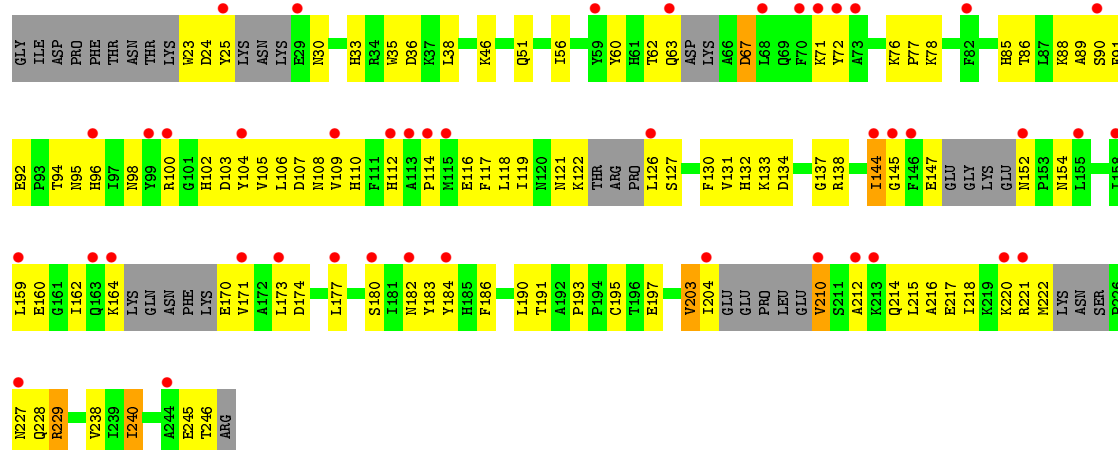 GLY ILE ASP PRO PHE THR ASN THR LYS W23 D24 Y25 LYS ASN LYS E29 N30 H33 R34 W35 D36 K37 L38 K46 Q51 I56 Y59 Y60 H61 T62 Q63 ASP LYS A66 D67 L68 Q69 F70 K71 Y72 A73 K76 P77 K78 F82 H85 T86 L87 K88 A89 S90
E92 P93 T94 N95 H96 I97 N98 Y99 R100 G101 H102 D103 Y104 V105 L106 D107 N108 V109 H110 F111 H112 A113 P114 M115 E116 F117 L118 I119 N120 N121 K122 THR ARG PRO L126 S127 F130 V131 H132 K133 D134 G137 R138 I144 G145 F146 E147 GLU GLY LYS GLU N152 P153 N154 L155
L159 E160 G161 I162 Q163 K164 LYS GLN ASN PHE LYS E170 V171 A172 L173 D174 L177 S180 I181 N182 Y183 Y184 H185 F186 L190 T191 A192 P193 P194 C195 T196 E197 V203 I204 GLU GLU PRO LEU GLU V210 S211 A212 K213 Q214 L215 A216 E217 I218 K219 K220 R221 M222 LYS ASN SER
N227 Q228 R229 V238 I239 I240 A244 E245 T246 ARG